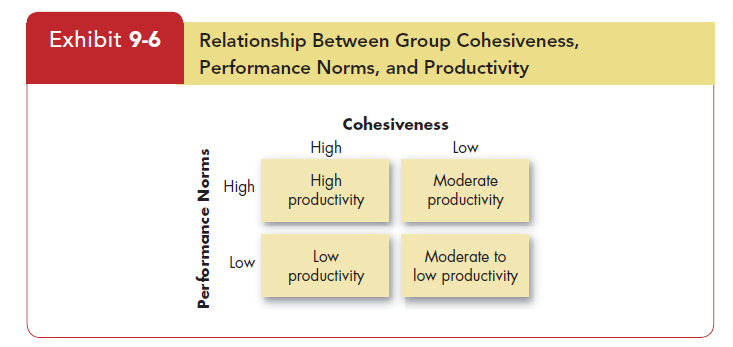 Exhibit 9-6
Relationship Between Group Cohesiveness,
Performance Norms, and Productivity
Cohesiveness
High
Low
Performance Norms
High
High
productivity
Moderate
productivity
Low
Low
productivity
Moderate to
low productivity